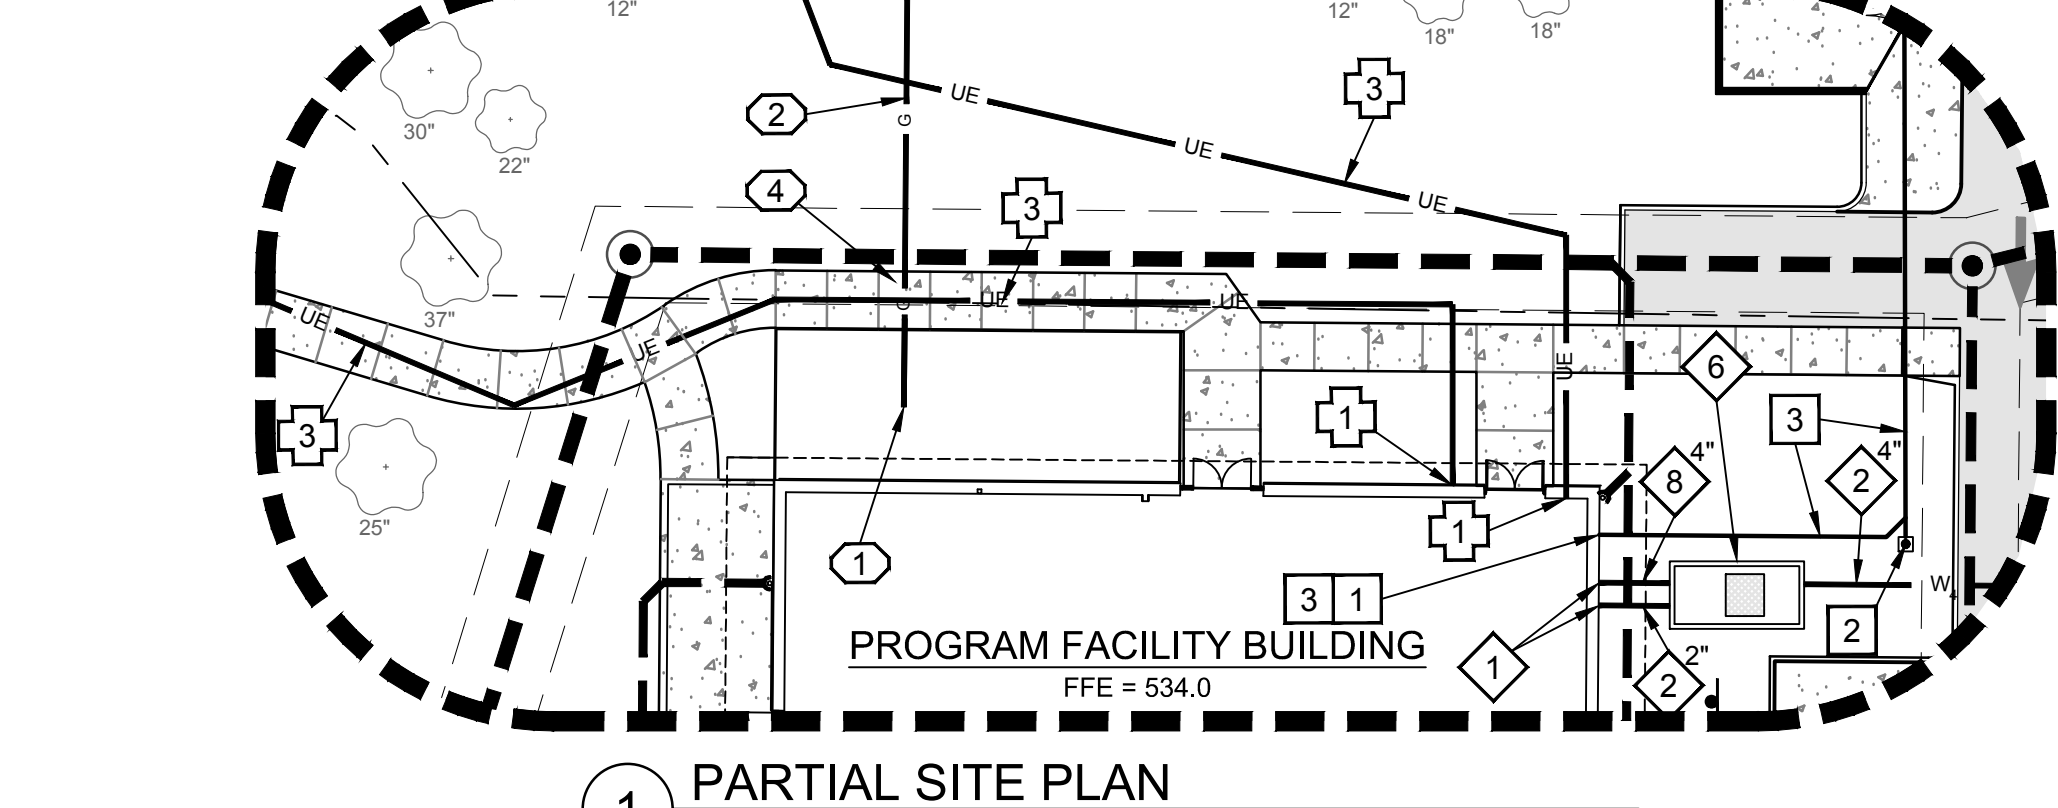 12"
12"
18"
18"
30"
22"
2
G
UE
3
UE
4
3
UE
37"
UE
G
UE
UE
UE
UE
6
3
3
1
4"
8
4"
2
25"
1
1
3 1
W
4
2
PROGRAM FACILITY BUILDING
FFE = 534.0
1
2"
2
1
PARTIAL SITE PLAN